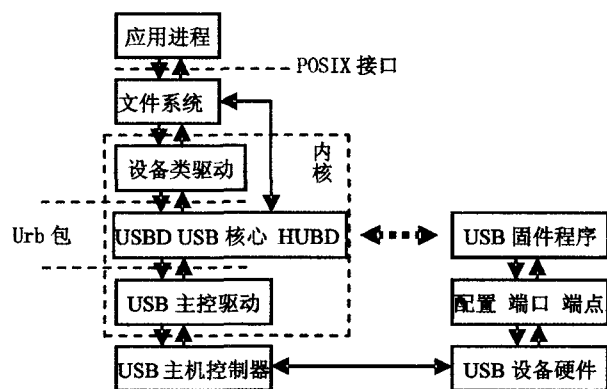 应用进程
POSIX 接口
文件系统
内核
设备类驱动
Urb 包
USBD USB 核心 HUBD
USB 固件程序
USB 主控驱动
配置 端口 端点
USB 主机控制器
USB 设备硬件